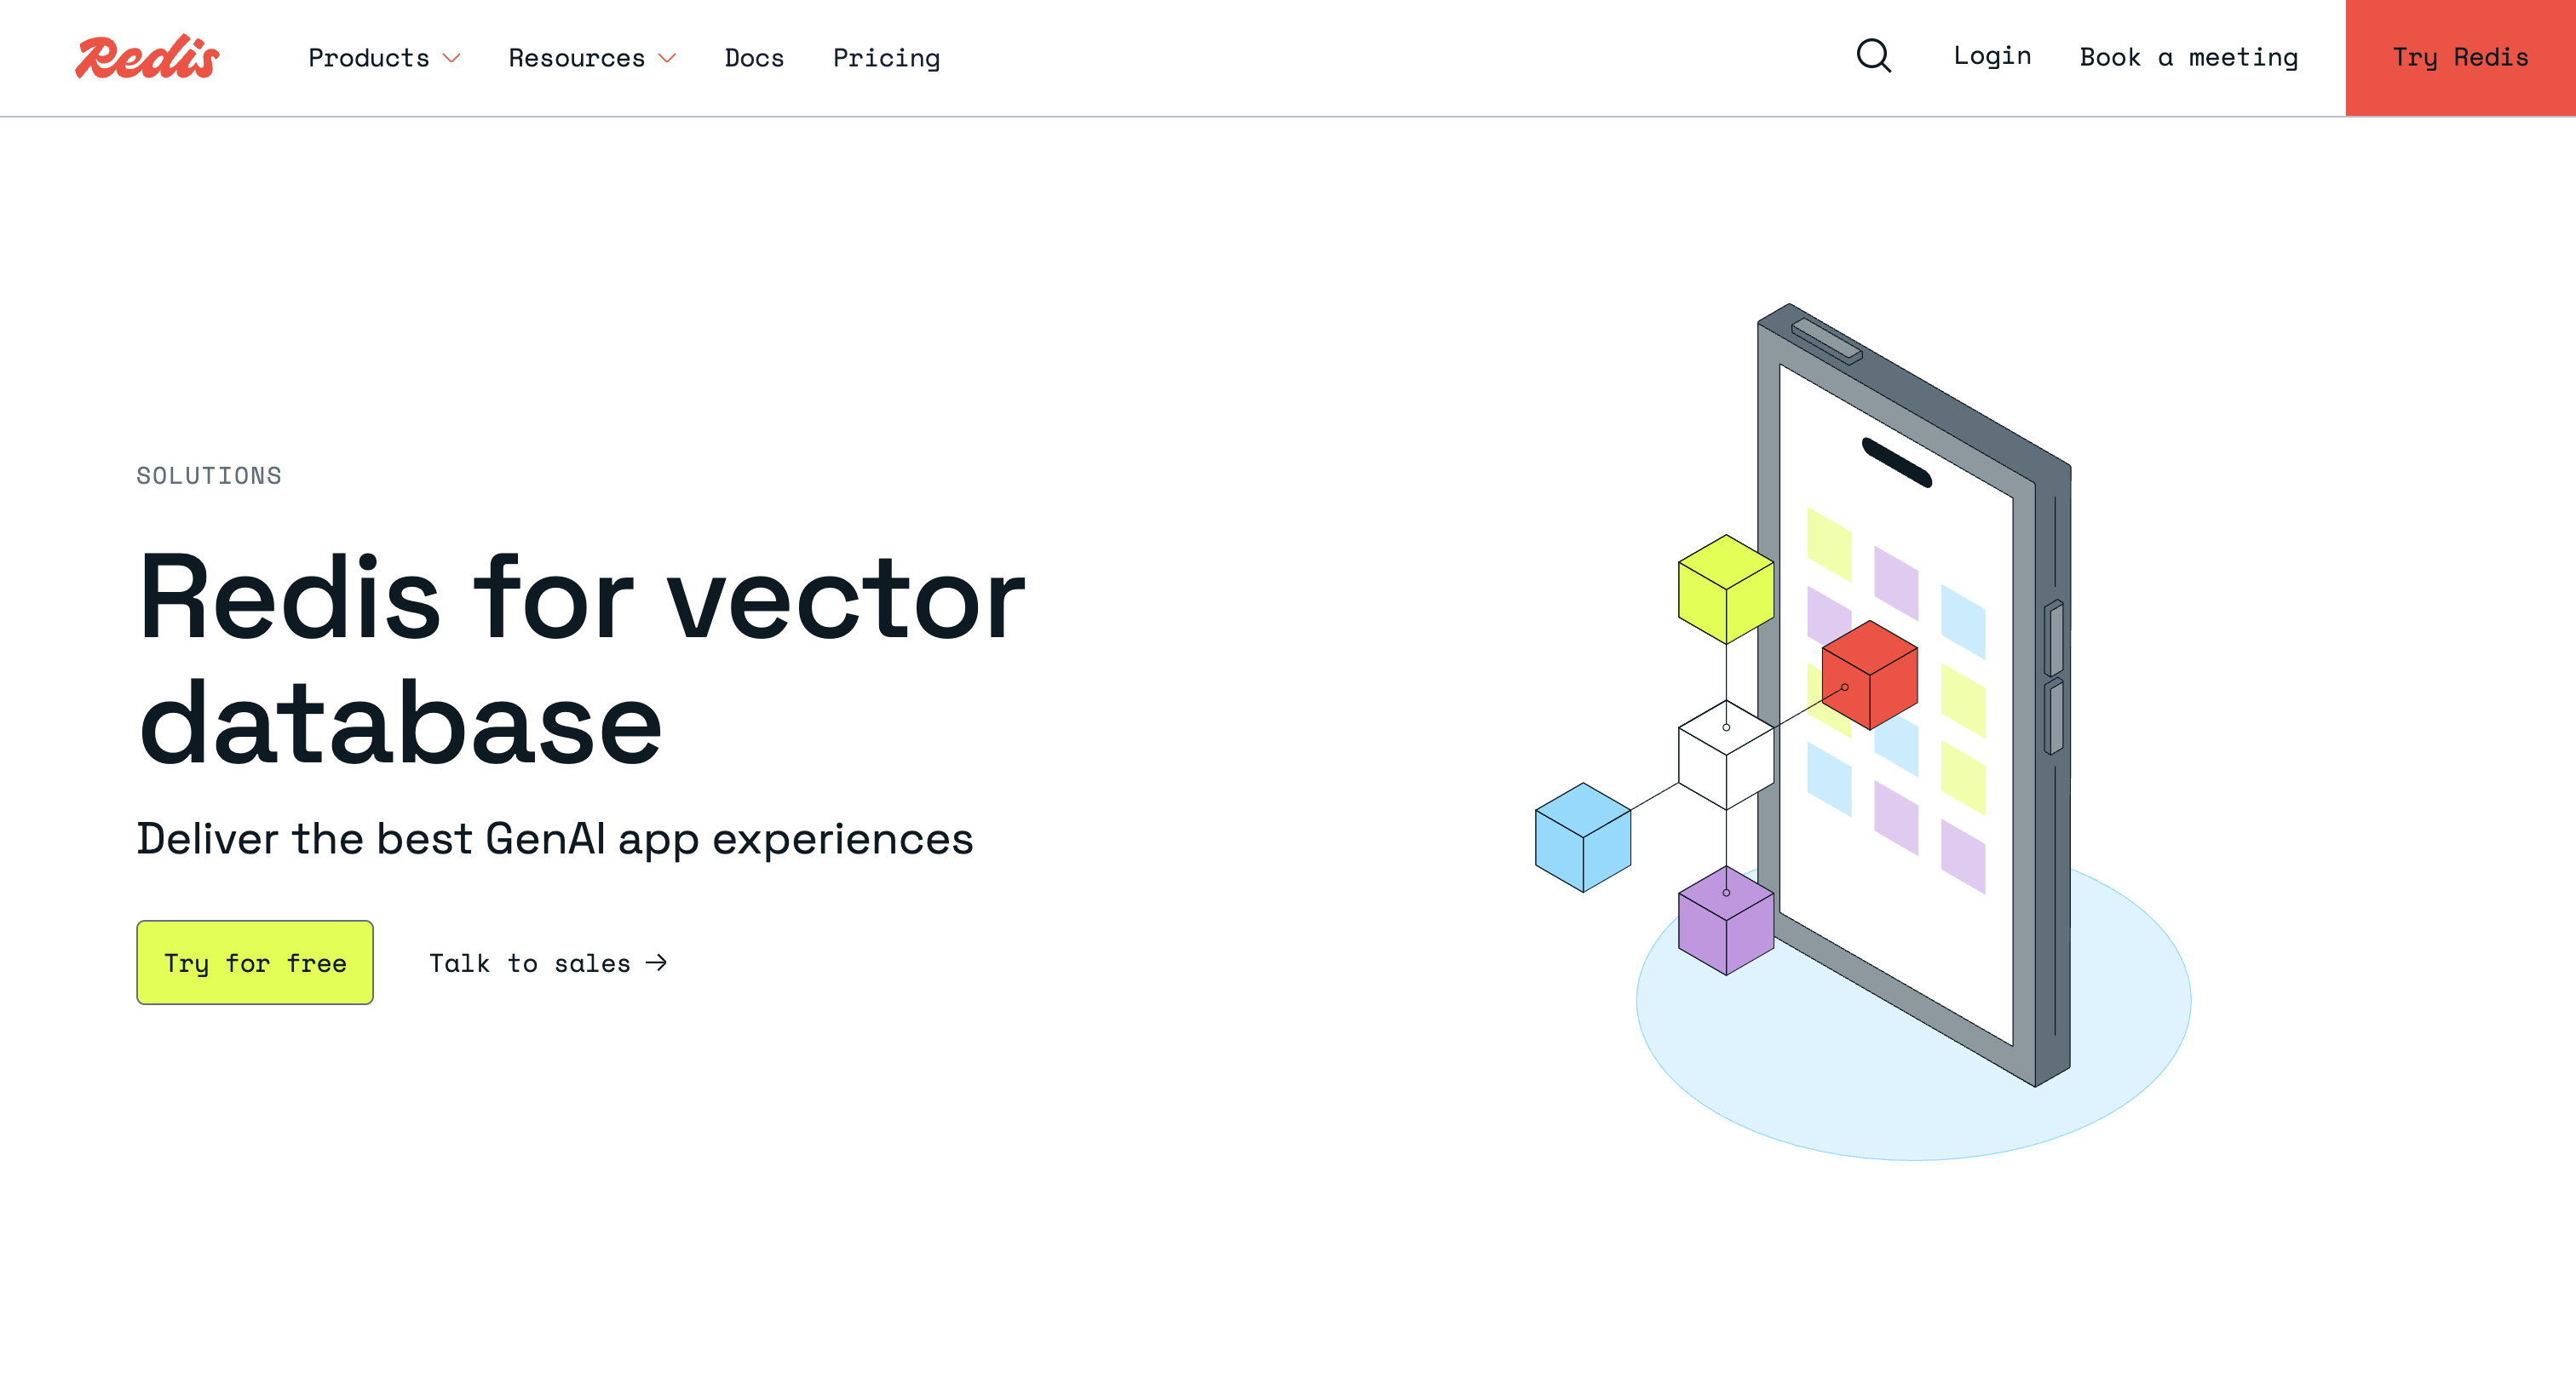 Redis
Products
Resources
Docs
Pricing
Login
Book a meeting
Try Redis
SOLUTIONS
Redis for vector
database
Deliver the best GenAI app experiences
Try for free
Talk to sales →